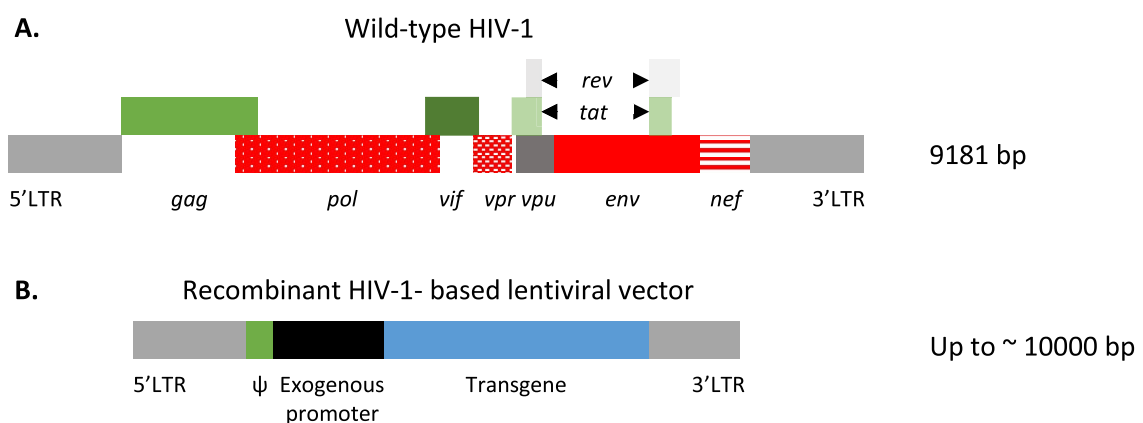 A.
Wild-type HIV-1
rev
tat
9181 bp
5’LTR gag pol vif vpr vpu env nef 3’LTR
B.
Recombinant HIV-1- based lentiviral vector
Up to ~ 10000 bp
5’LTR ψ Exogenous promoter Transgene 3’LTR